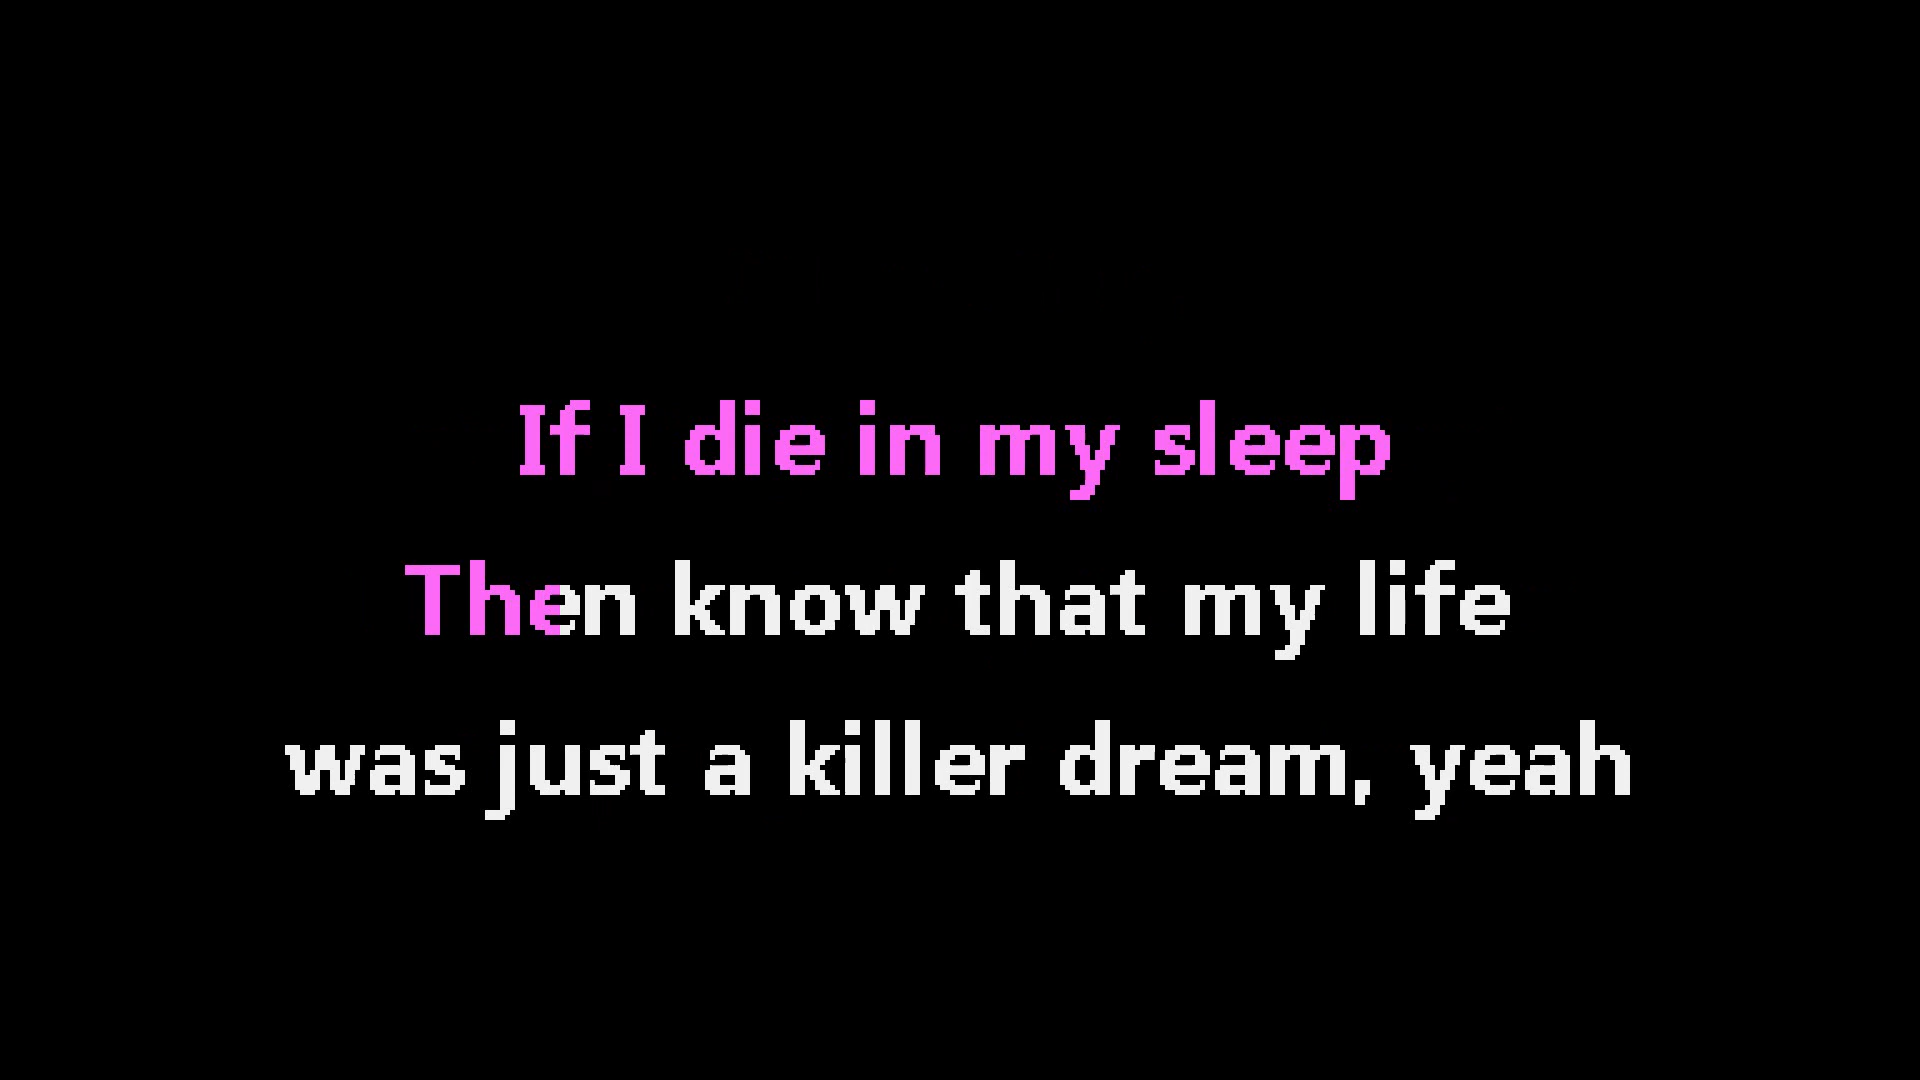 If I die in my sleep
Then know that my life
was just a killer dream, yeah